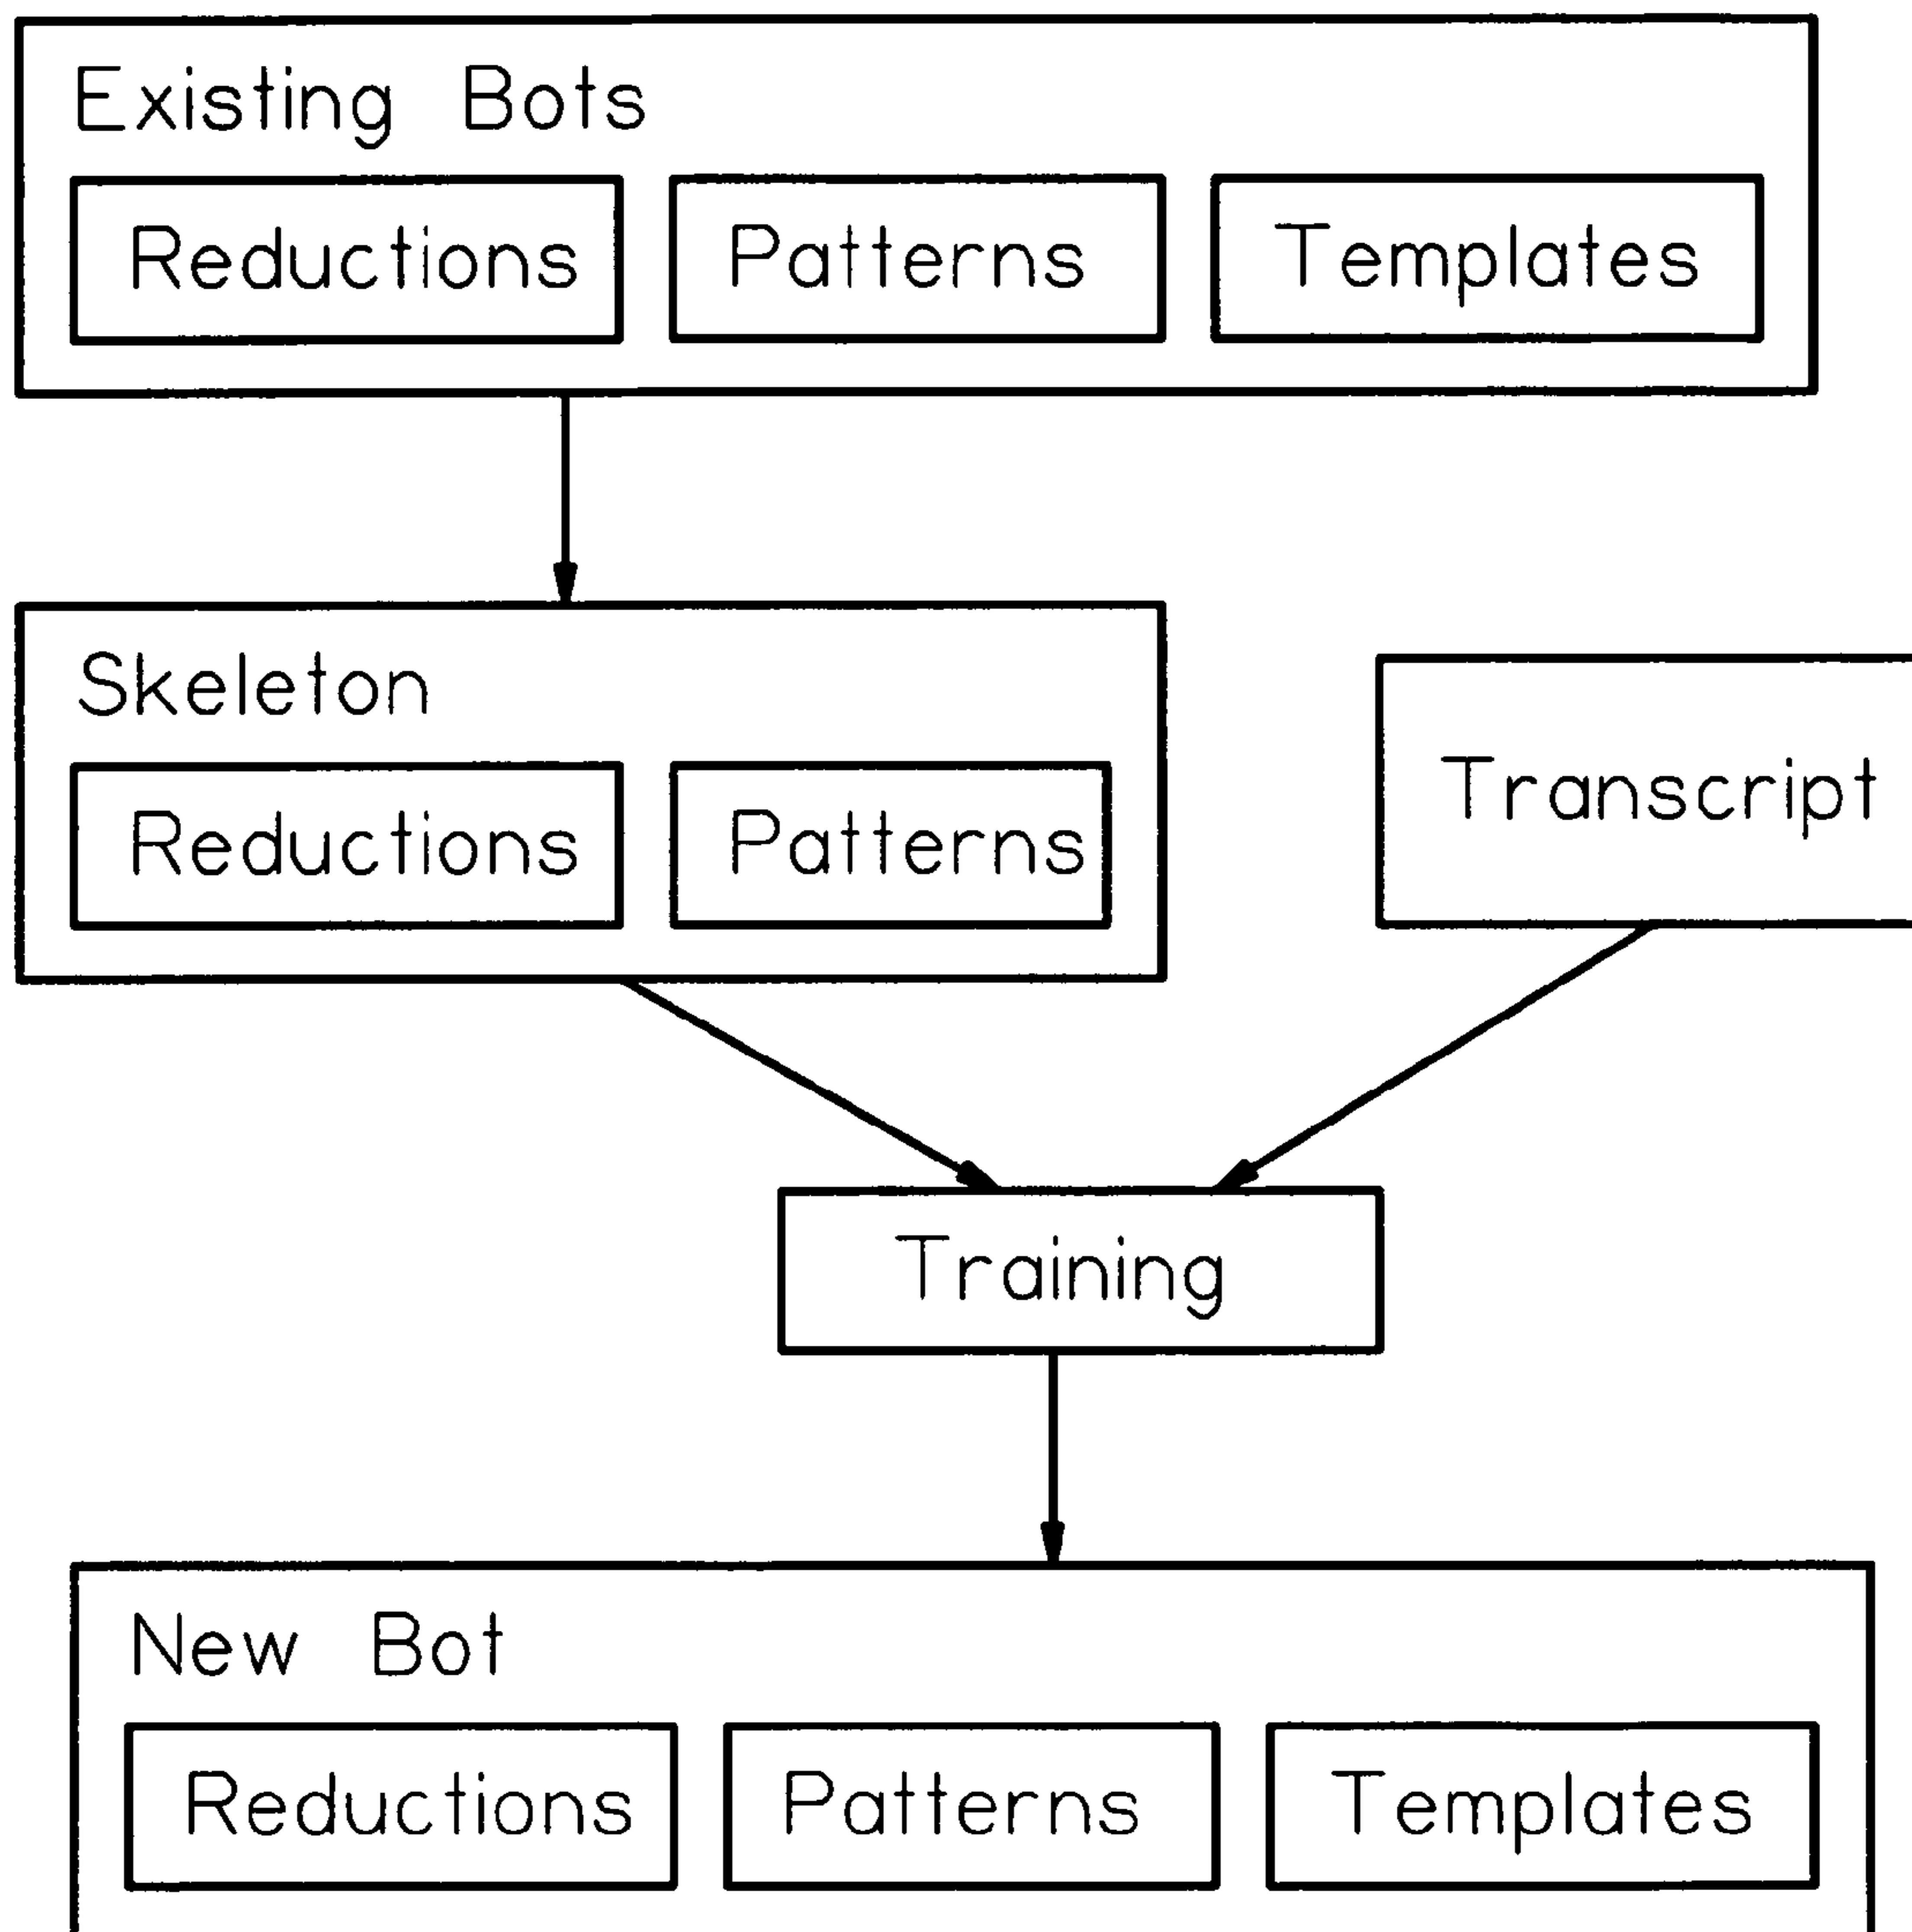 Existing Bots
Reductions Patterns Templates
Skeleton
Reductions Patterns
Transcript
Training
New Bot
Reductions Patterns Templates